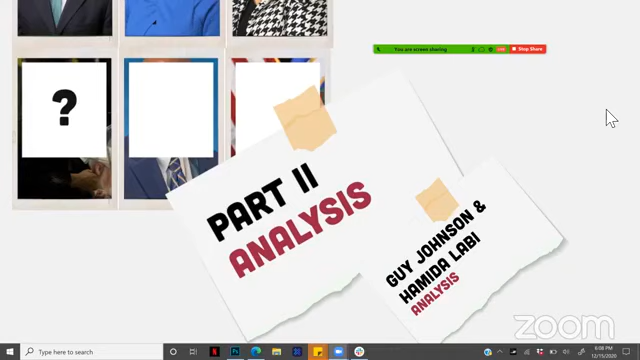 You are screen sharing
Stop Share
?
PART II
ANALYSIS
GUY JOHNSON &
HAMIDA LABI
ANALYSIS
zoom
Type here to search
6:08 PM
12/15/2020